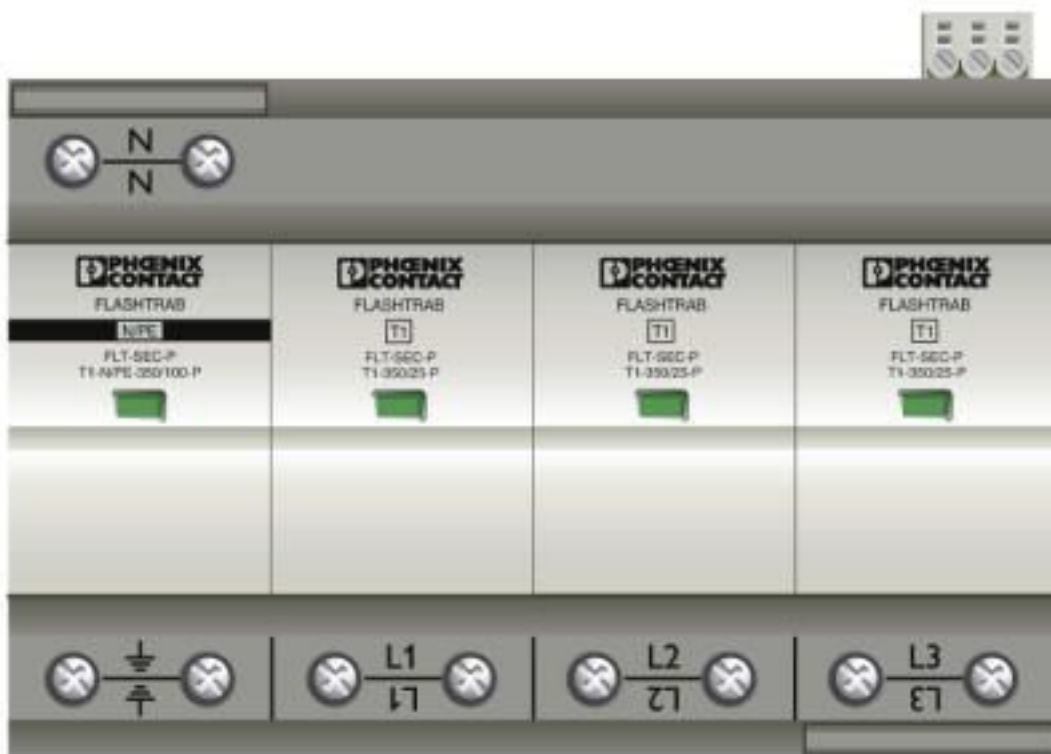 N
N
PHOENIX
CONTACT
FLASHTRAB
N/PE
FLT-SEC-P
T1-N/PE-350/100-P
PHOENIX
CONTACT
FLASHTRAB
T1
FLT-SEC-P
T1-350/25-P
PHOENIX
CONTACT
FLASHTRAB
T1
FLT-SEC-P
T1-350/25-P
PHOENIX
CONTACT
FLASHTRAB
T1
FLT-SEC-P
T1-350/25-P
L1
L1
L2
L2
L3
L3